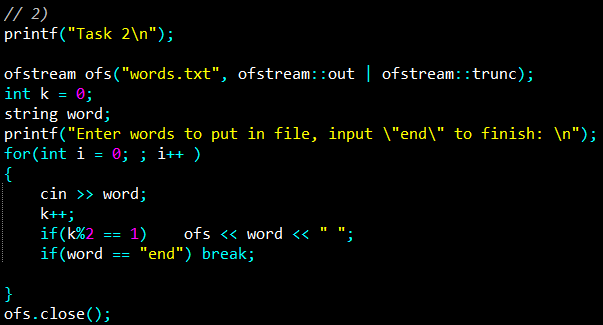 // 2)
printf("Task 2\n");
ofstream ofs("words.txt", ofstream::out | ofstream::trunc);
int k = 0;
string word;
printf("Enter words to put in file, input \"end\" to finish: \n");
for(int i = 0; ; i++ )
{
    cin >> word;
    k++;
    if(k%2 == 1)    ofs << word << " ";
    if(word == "end") break;
}
ofs.close();